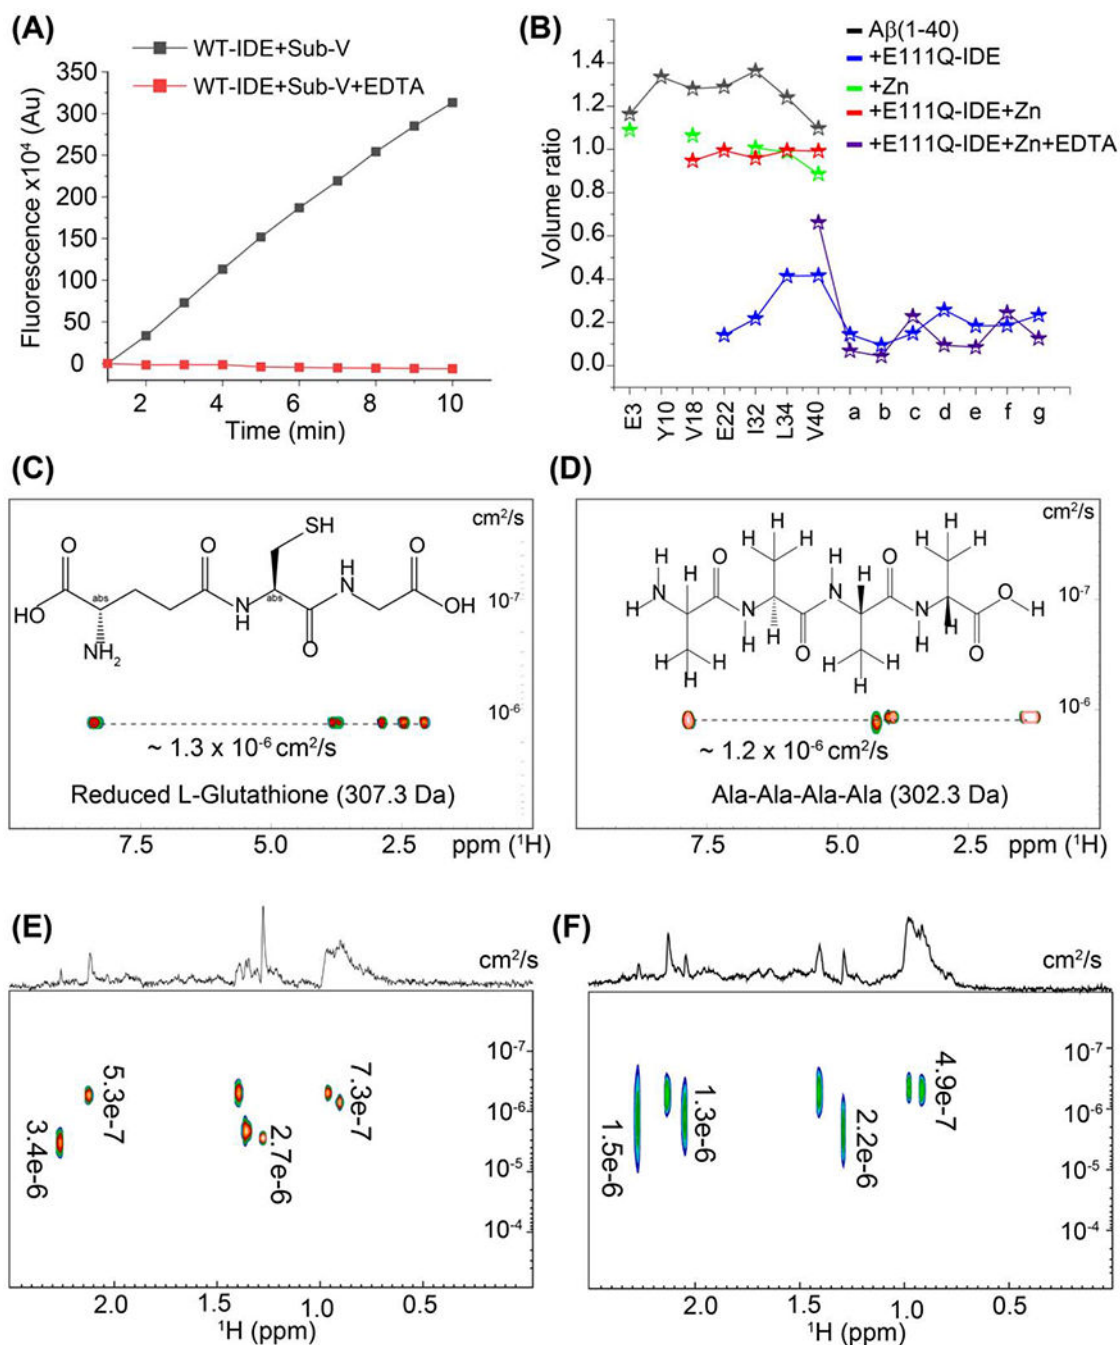 (A)
WT-IDE+Sub-V
WT-IDE+Sub-V+EDTA
Fluorescence x10⁴ (Au)
350
300
250
200
150
100
50
0
2 4 6 8 10
Time (min)
(B)
Aβ(1-40)
+E111Q-IDE
+Zn
+E111Q-IDE+Zn
+E111Q-IDE+Zn+EDTA
Volume ratio
1.4
1.2
1.0
0.8
0.6
0.4
0.2
0.0
E3 Y10 V18 E22 I32 L34 V40 a b c d e f g
(C)
cm²/s
SH
O O H O
N
HO abs N abs OH
H
NH₂ O
10⁻⁷
10⁻⁶
~ 1.3 x 10⁻⁶ cm²/s
Reduced L-Glutathione (307.3 Da)
7.5 5.0 2.5 ppm (¹H)
(D)
cm²/s
H H
H H H H
H H O H O
N N O
H N N H
H H O H H
H H H H
H H
10⁻⁷
10⁻⁶
~ 1.2 x 10⁻⁶ cm²/s
Ala-Ala-Ala-Ala (302.3 Da)
7.5 5.0 2.5 ppm (¹H)
(E)
cm²/s
10⁻⁷
10⁻⁶
10⁻⁵
10⁻⁴
3.4e-6
5.3e-7
2.7e-6
7.3e-7
2.0 1.5 1.0 0.5
¹H (ppm)
(F)
cm²/s
10⁻⁷
10⁻⁶
10⁻⁵
10⁻⁴
1.5e-6
1.3e-6
2.2e-6
4.9e-7
2.0 1.5 1.0 0.5
¹H (ppm)